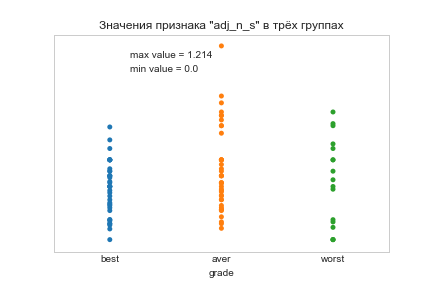 Значения признака "adj_n_s" в трёх группах
max value = 1.214
min value = 0.0
best aver worst
grade